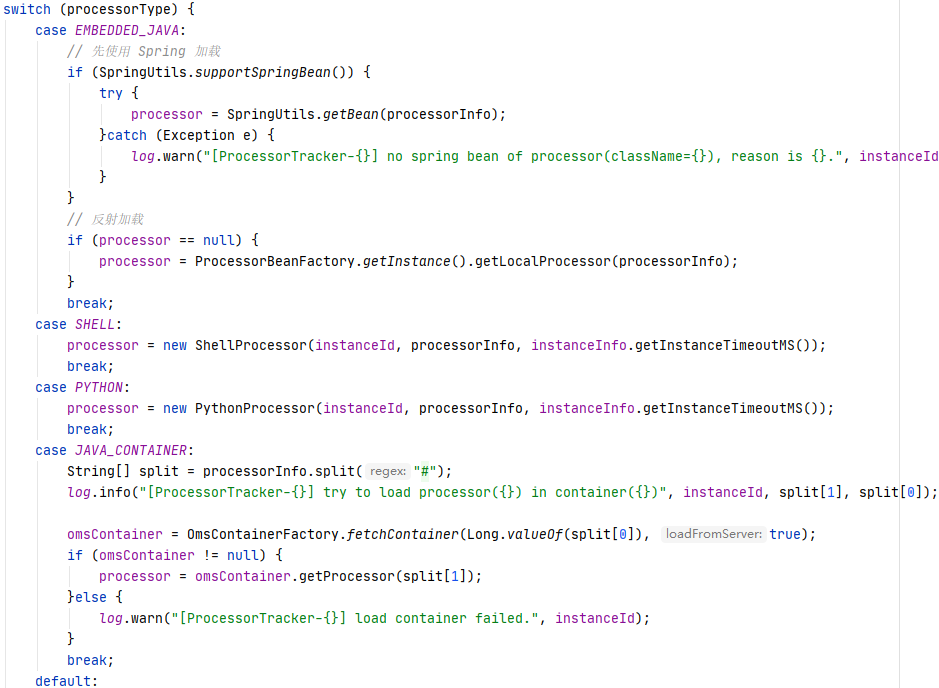 switch (processorType) {
case EMBEDDED_JAVA:
// 先使用 Spring 加载
if (SpringUtils.supportSpringBean()) {
try {
processor = SpringUtils.getBean(processorInfo);
}catch (Exception e) {
log.warn("[ProcessorTracker-{}] no spring bean of processor(className={}), reason is {}.", instanceId
}
}
// 反射加载
if (processor == null) {
processor = ProcessorBeanFactory.getInstance().getLocalProcessor(processorInfo);
}
break;
case SHELL:
processor = new ShellProcessor(instanceId, processorInfo, instanceInfo.getInstanceTimeoutMS());
break;
case PYTHON:
processor = new PythonProcessor(instanceId, processorInfo, instanceInfo.getInstanceTimeoutMS());
break;
case JAVA_CONTAINER:
String[] split = processorInfo.split( regex: "#");
log.info("[ProcessorTracker-{}] try to load processor({}) in container({})", instanceId, split[1], split[0]);
omsContainer = OmsContainerFactory.fetchContainer(Long.valueOf(split[0]), loadFromServer: true);
if (omsContainer != null) {
processor = omsContainer.getProcessor(split[1]);
}else {
log.warn("[ProcessorTracker-{}] load container failed.", instanceId);
}
break;
default: